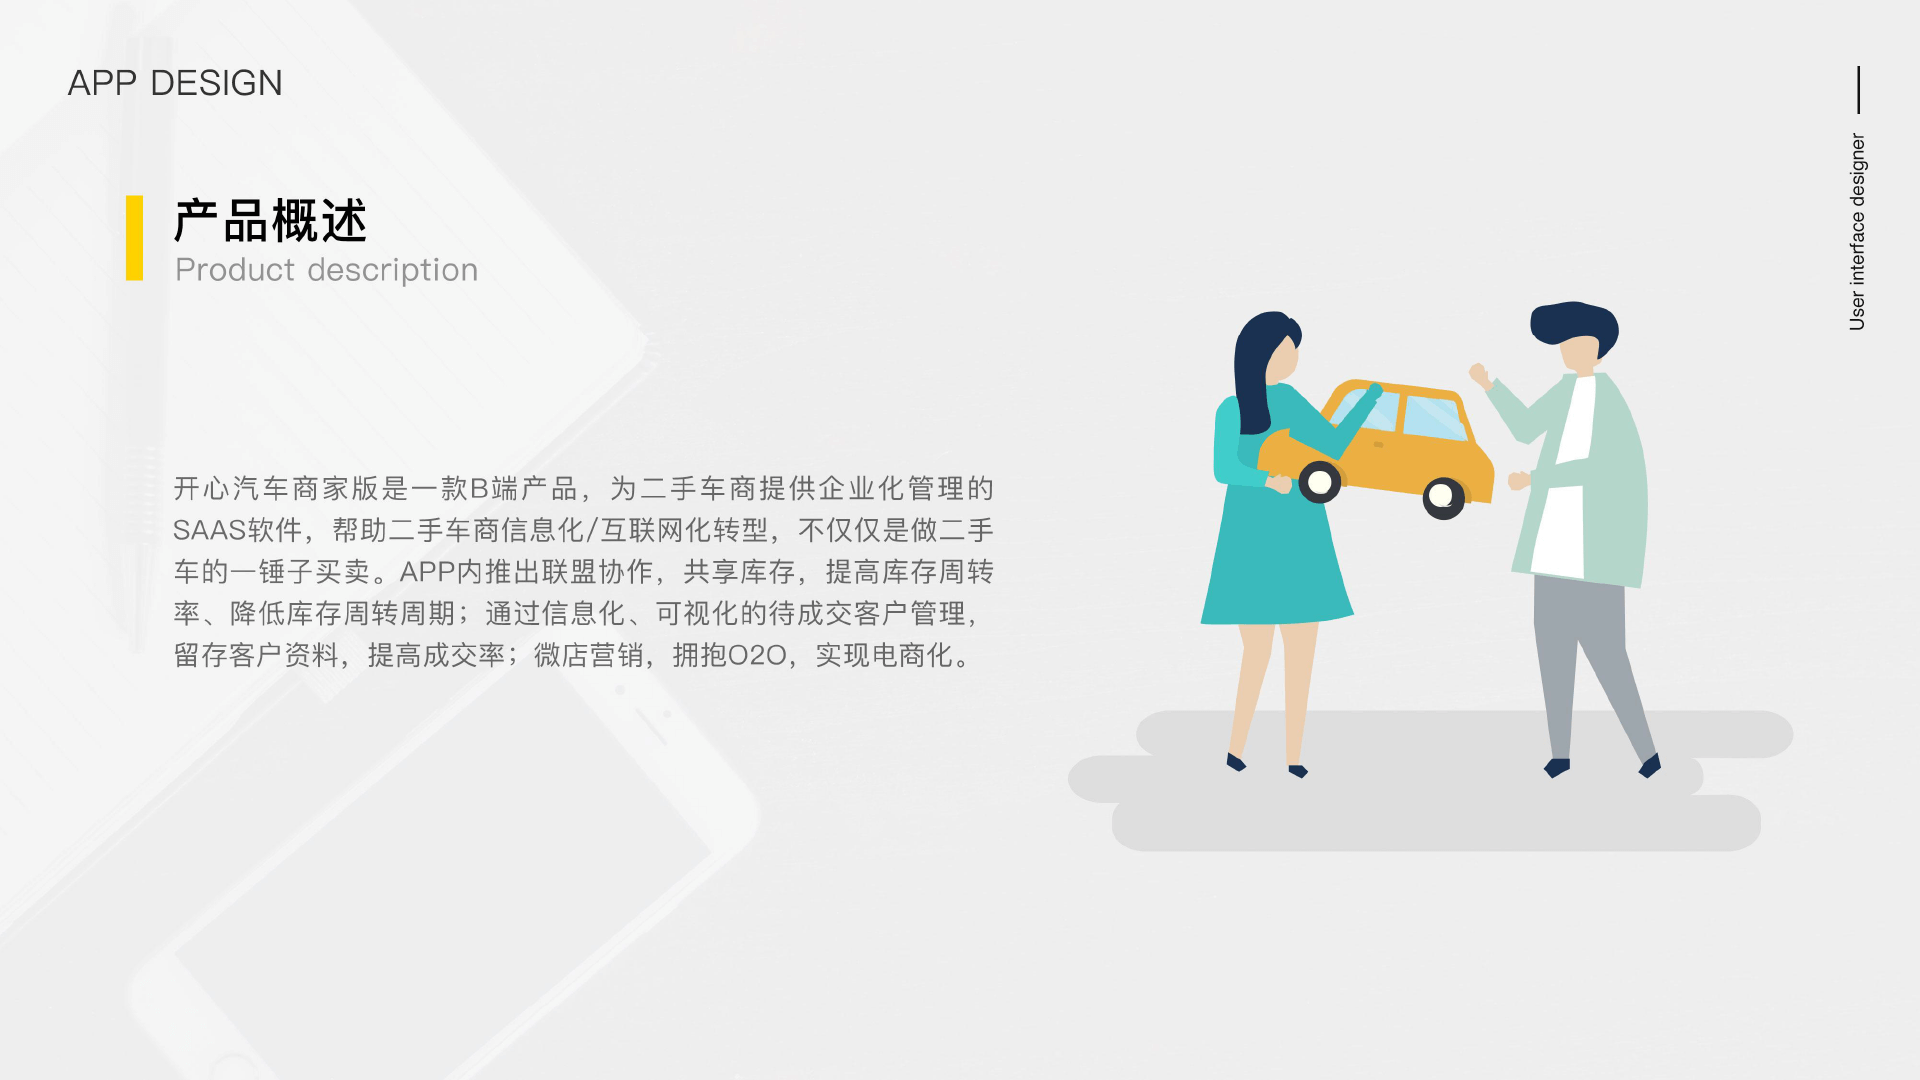 APP DESIGN
User interface designer
产品概述
Product description
开心汽车商家版是一款B端产品，为二手车商提供企业化管理的
SAAS软件，帮助二手车商信息化/互联网化转型，不仅仅是做二手
车的一锤子买卖。APP内推出联盟协作，共享库存，提高库存周转
率、降低库存周转周期；通过信息化、可视化的待成交客户管理，
留存客户资料，提高成交率；微店营销，拥抱O2O，实现电商化。